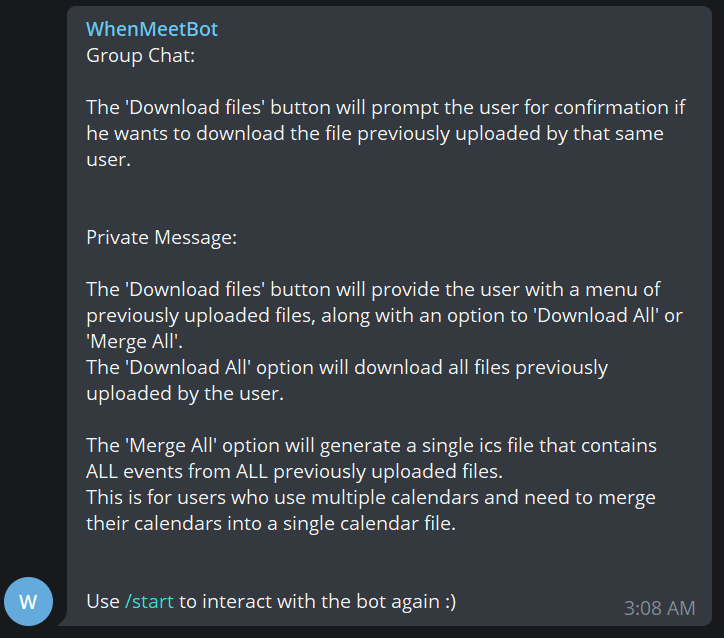 WhenMeetBot
Group Chat:
The 'Download files' button will prompt the user for confirmation if
he wants to download the file previously uploaded by that same
user.
Private Message:
The 'Download files' button will provide the user with a menu of
previously uploaded files, along with an option to 'Download All' or
'Merge All'.
The 'Download All' option will download all files previously
uploaded by the user.
The 'Merge All' option will generate a single ics file that contains
ALL events from ALL previously uploaded files.
This is for users who use multiple calendars and need to merge
their calendars into a single calendar file.
W
Use /start to interact with the bot again :)
3:08 AM